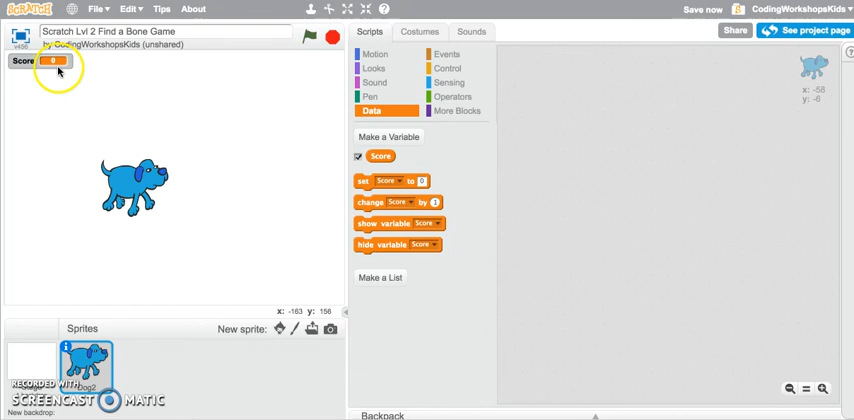 SCRATCH File Edit Tips About Save now CodingWorkshopsKids
v456 Scratch Lvl 2 Find a Bone Game
by CodingWorkshopsKids (unshared)
Scripts Costumes Sounds Share See project page
Score 0
Motion Events
Looks Control
Sound Sensing
Pen Operators
Data More Blocks
x: -58
y: -6
Make a Variable
Score
set Score to 0
change Score by 1
show variable Score
hide variable Score
Make a List
x: -163 y: 156
Sprites New sprite:
Stage Dog2
RECORDED WITH
SCREENCAST MATIC
New backdrop:
Backpack